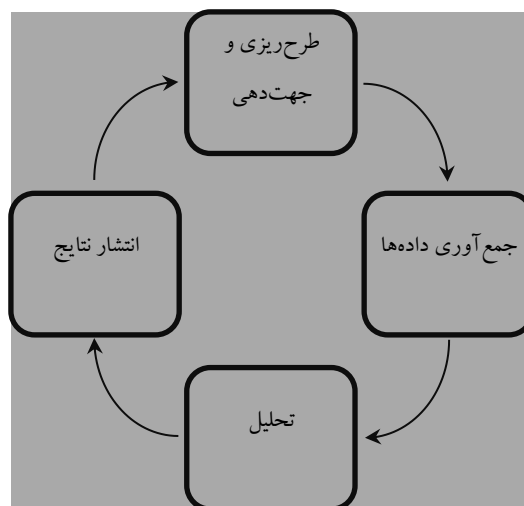 طرح‌ریزی و
جهت‌دهی
جمع‌آوری داده‌ها
تحلیل
انتشار نتایج